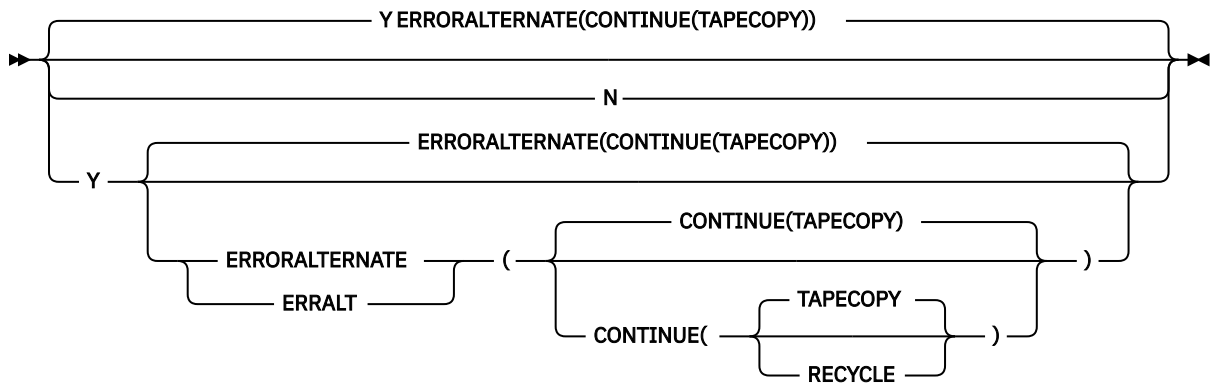 Y ERRORALTERNATE(CONTINUE(TAPECOPY))
N
ERRORALTERNATE(CONTINUE(TAPECOPY))
Y
CONTINUE(TAPECOPY)
ERRORALTERNATE ( )
ERRALT
TAPECOPY
CONTINUE( )
RECYCLE